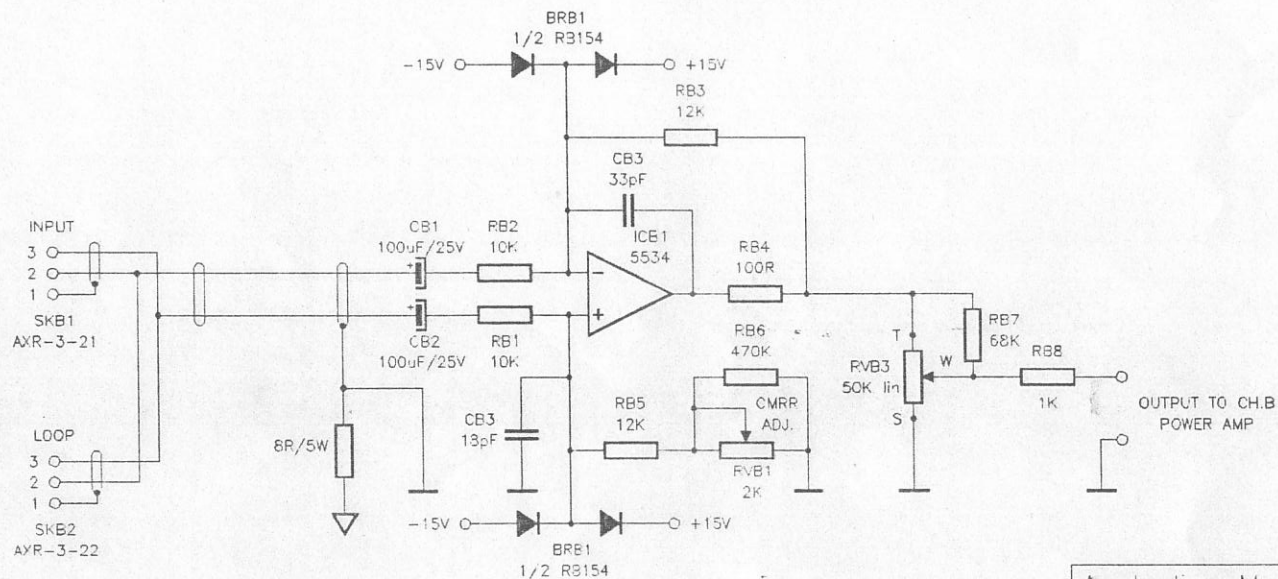 BRB1
1/2 RB154
-15V
+15V
RB3
12K
CB3
33pF
INPUT
3
2
1
SKB1
AXR-3-21
CB1
100uF/25V
RB2
10K
ICB1
5534
-
+
RB4
100R
CB2
100uF/25V
RB1
10K
RB6
470K
CMRR
ADJ.
RVB1
2K
RB5
12K
CB3
18pF
T
W
S
RVB3
50K lin
RB7
68K
RB8
1K
OUTPUT TO CH.B
POWER AMP
LOOP
3
2
1
SKB2
AXR-3-22
8R/5W
-15V
+15V
BRB1
1/2 RB154